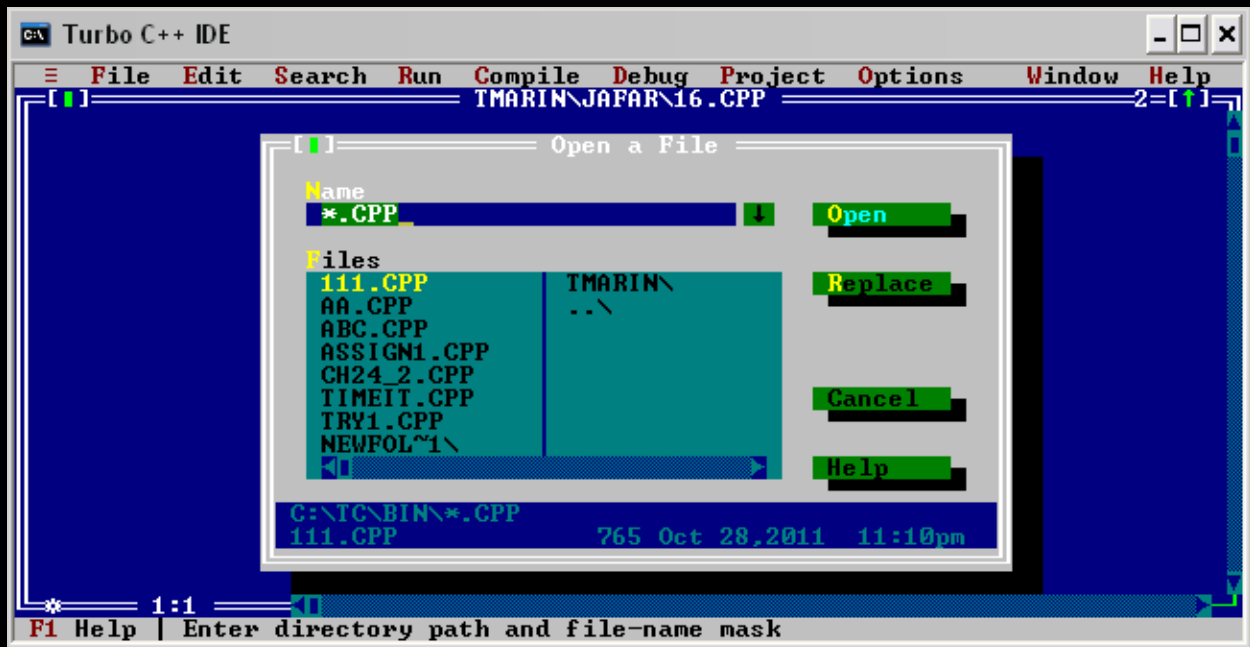 Turbo C++ IDE
≡ File Edit Search Run Compile Debug Project Options Window Help
TMARIN\JAFAR\16.CPP 2=[↑]
Open a File
Name
*.CPP
Open
Files
111.CPP TMARIN\
Replace
AA.CPP ..\
ABC.CPP
ASSIGN1.CPP
CH24_2.CPP
TIMEIT.CPP
Cancel
TRY1.CPP
NEWFOL~1\
Help
C:\TC\BIN\*.CPP
111.CPP 765 Oct 28,2011 11:10pm
1:1
F1 Help | Enter directory path and file-name mask